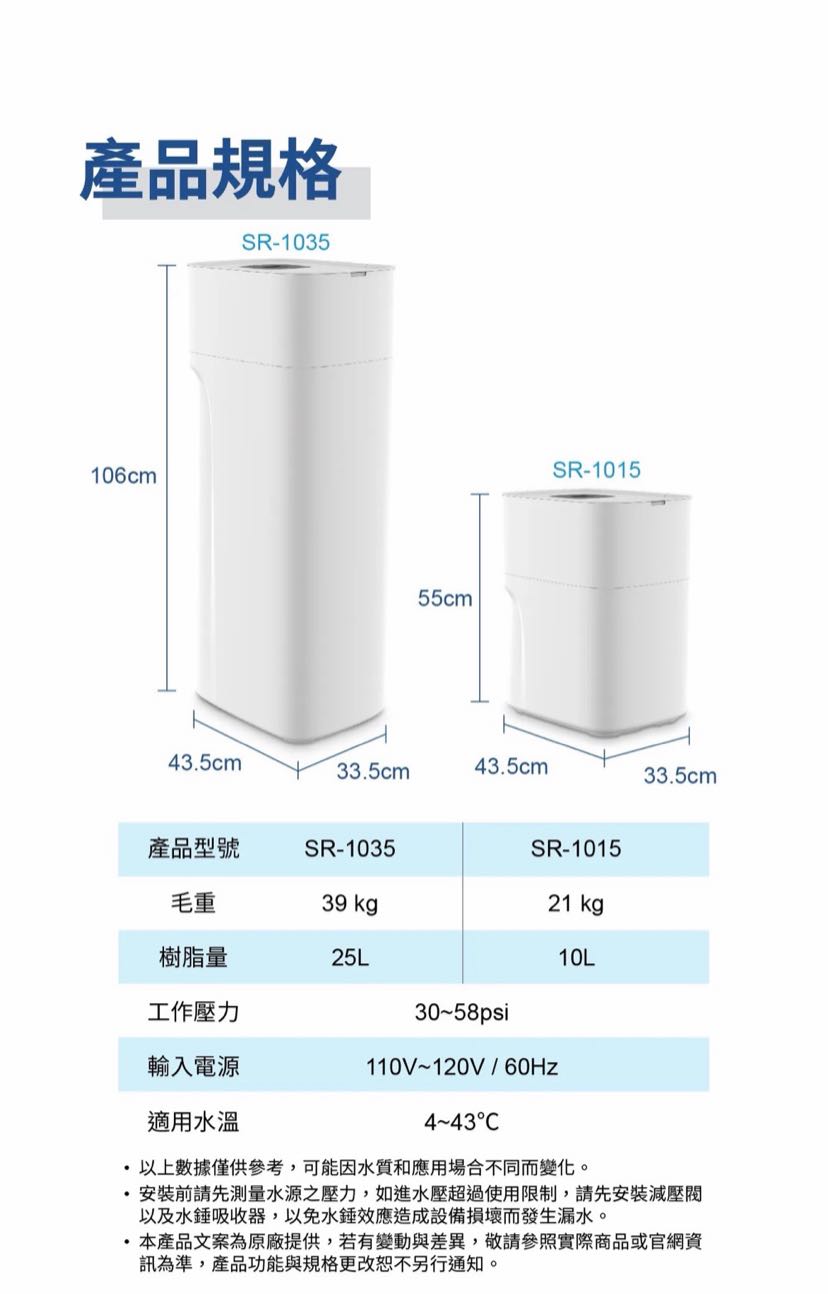 產品規格
SR-1035
106cm
43.5cm
33.5cm
SR-1015
55cm
43.5cm
33.5cm
產品型號 SR-1035 SR-1015
毛重 39 kg 21 kg
樹脂量 25L 10L
工作壓力 30~58psi
輸入電源 110V~120V / 60Hz
適用水溫 4~43℃
・以上數據僅供參考，可能因水質和應用場合不同而變化。
・安裝前請先測量水源之壓力，如進水壓超過使用限制，請先安裝減壓閥
以及水錘吸收器，以免水錘效應造成設備損壞而發生漏水。
・本產品文案為原廠提供，若有變動與差異，敬請參照實際商品或官網資
訊為準，產品功能與規格更改恕不另行通知。